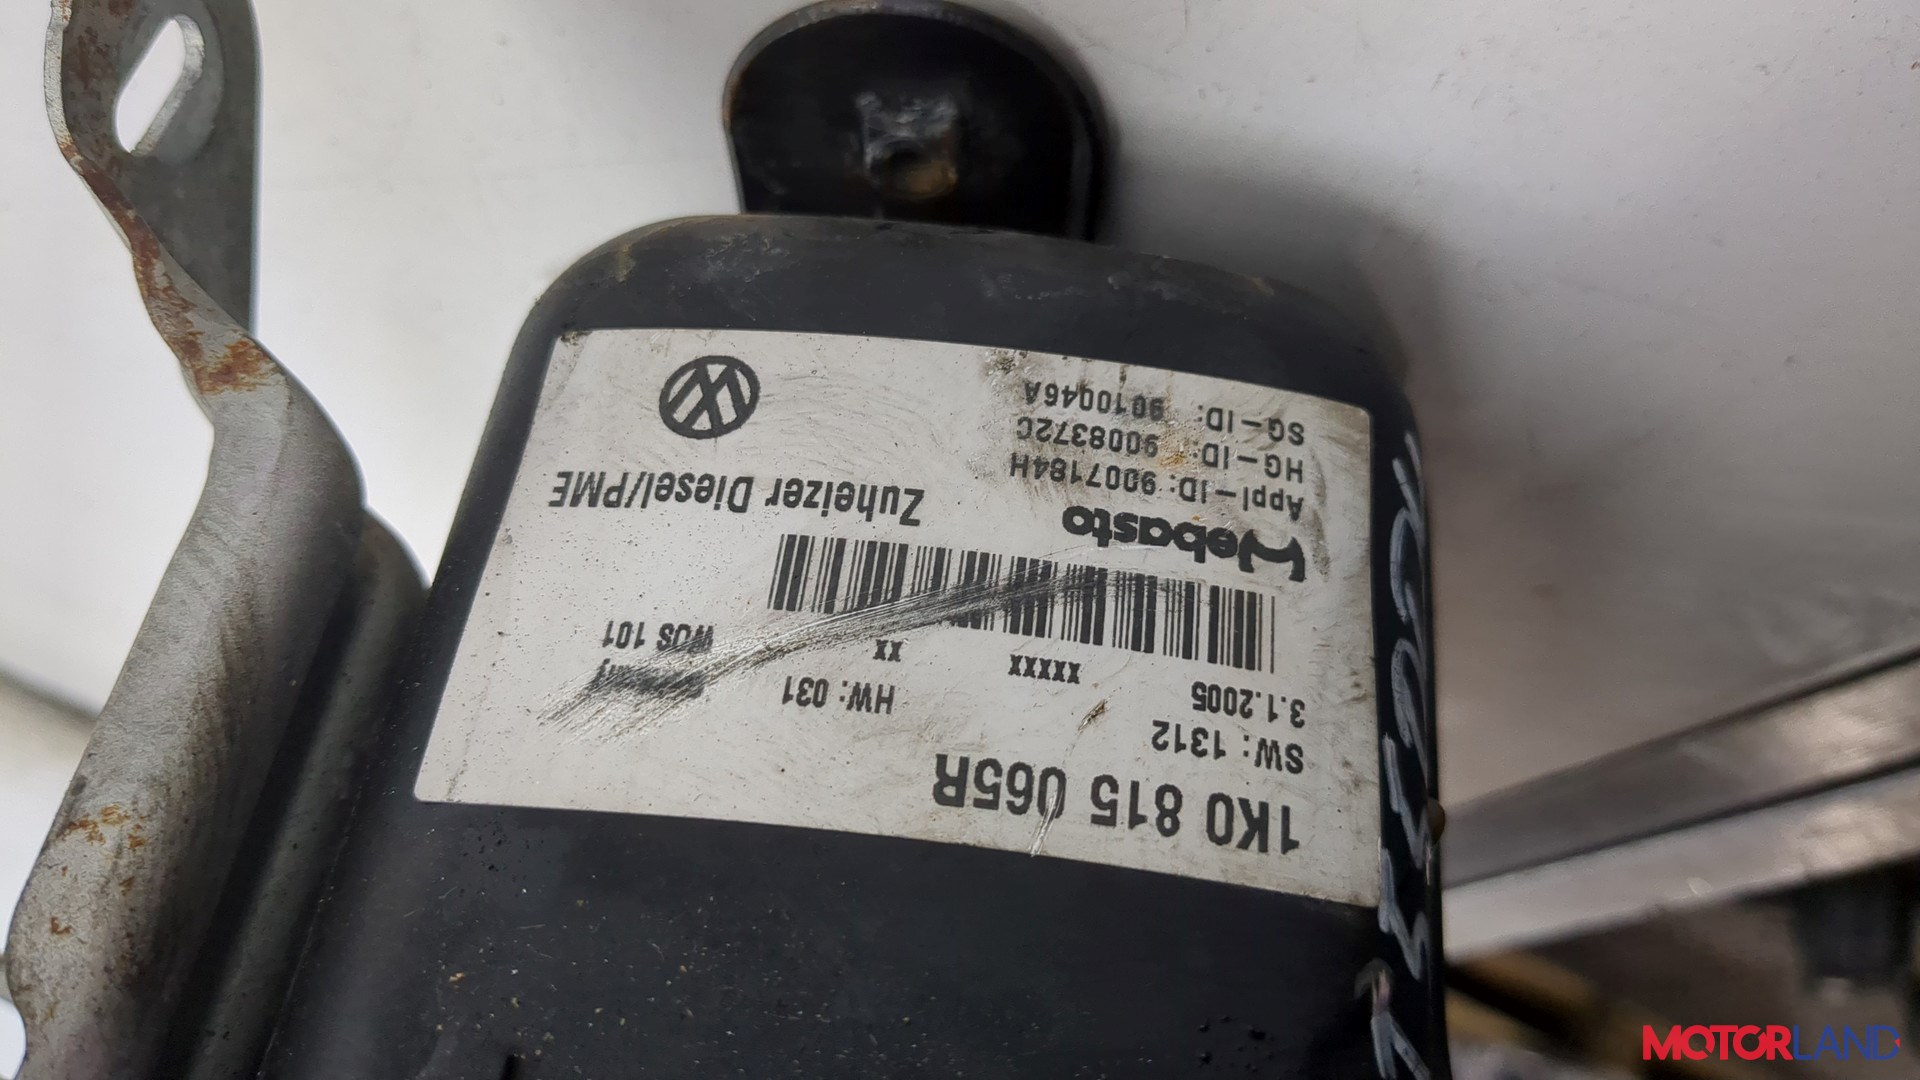 1K0 815 065R
SW: 1312
3.1.2005 HW: 031
xxxxx xx WUS 101
Webasto
Zuheizer Diesel/PME
Appl-ID: 9007184H
HG-ID: 9008372C
SG-ID: 9010046A
MOTORLAND